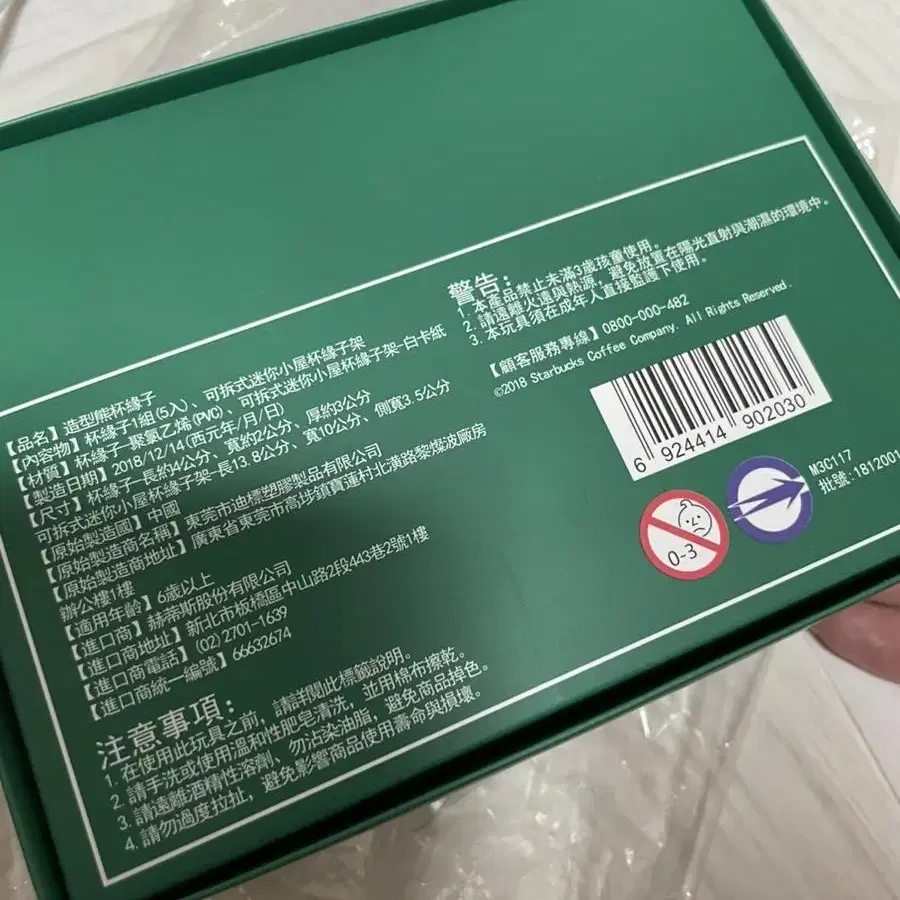 【品名】造型熊杯緣子
【內容物】杯緣子1組(5入)、可拆式迷你小屋杯緣子架
【材質】杯緣子-聚氯乙烯(PVC)、可拆式迷你小屋杯緣子架-白卡紙
【製造日期】2018/12/14(西元年/月/日)
【尺寸】杯緣子—長約4公分、寬約2公分、厚約3公分
可拆式迷你小屋杯緣子架-長13.8公分、寬10公分、側寬3.5公分
【原始製造國】中國
【原始製造商名稱】東莞市迪標塑膠製品有限公司
【原始製造商地址】廣東省東莞市高埗鎮寶蓮村北潢路黎燦波廠房
辦公樓1樓
【適用年齡】6歲以上
【進口商】赫蒂斯股份有限公司
【進口商地址】新北市板橋區中山路2段443巷2號1樓
【進口商電話】(02)2701-1639
【進口商統一編號】66632674
注意事項：
1. 在使用此玩具之前，請詳閱此標籤說明。
2. 請手洗或使用溫和性肥皂清洗，並用棉布擦乾。
3. 請遠離酒精性溶劑，勿沾染油脂，避免商品掉色。
4. 請勿過度拉扯，避免影響商品使用壽命與損壞。
警告：
1. 本產品禁止未滿3歲孩童使用。
2. 請遠離火源與熱源，避免放置在陽光直射與潮濕的環境中。
3. 本玩具須在成年人直接監護下使用。
【顧客服務專線】0800-000-482
©2018 Starbucks Coffee Company. All Rights Reserved.
6 924414 902030
0-3
M3C117
批號:1812001